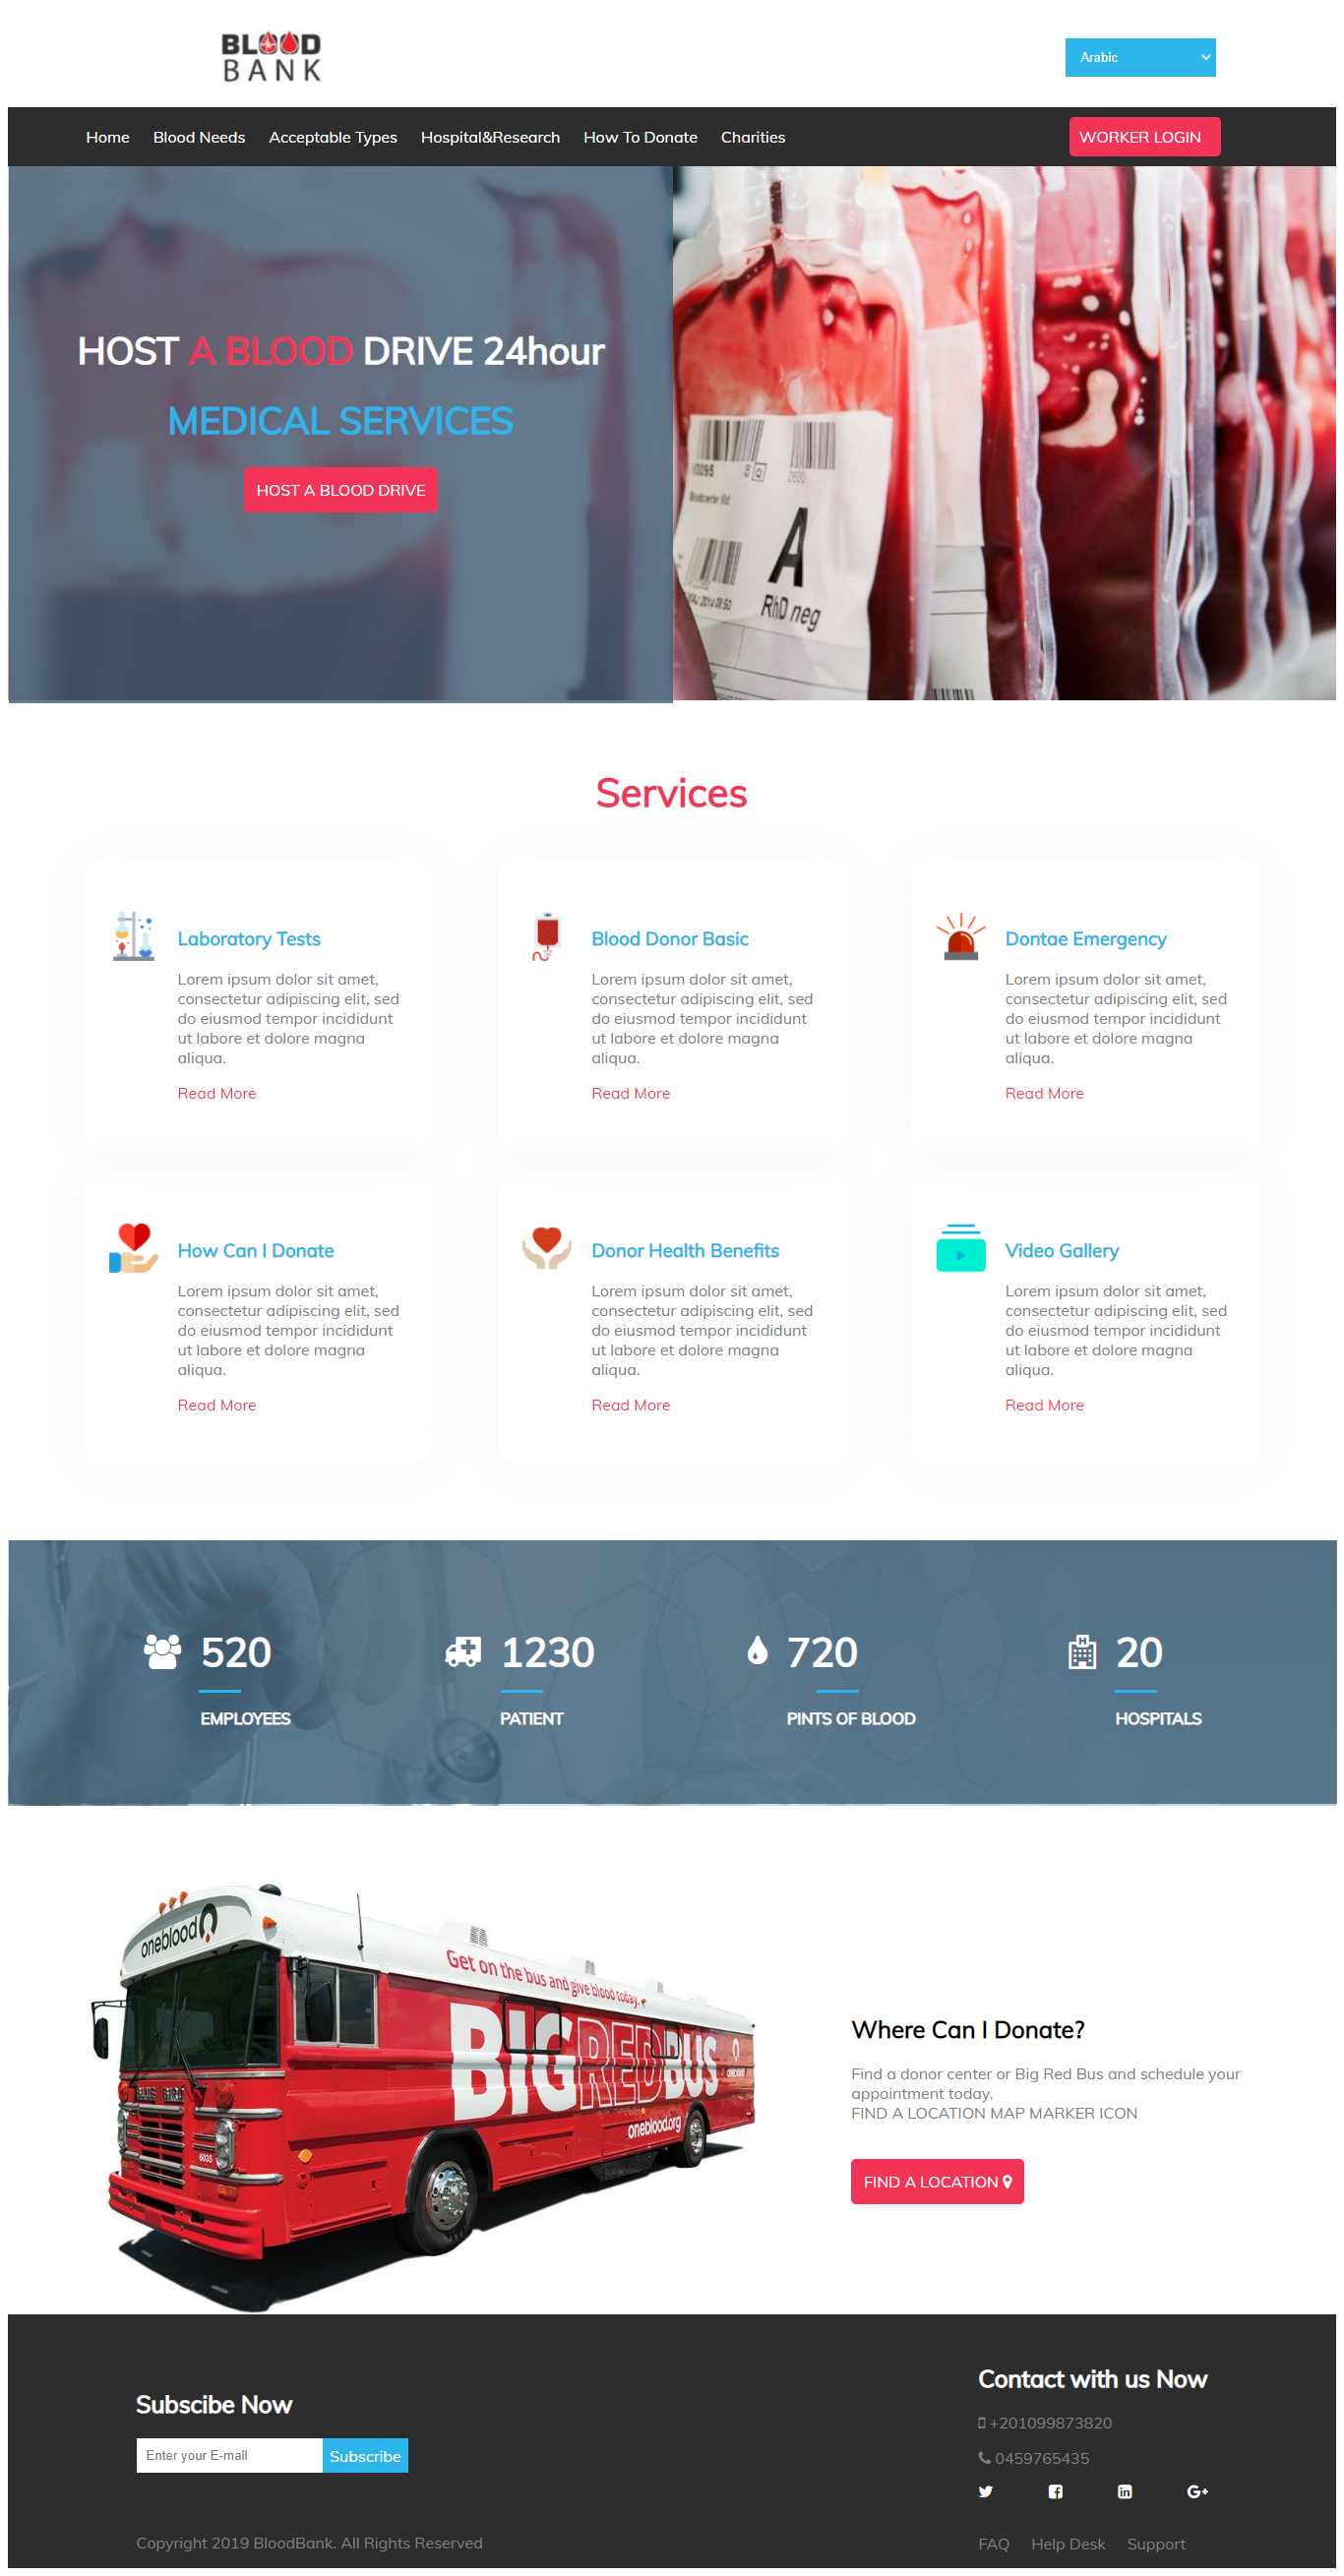 BLOOD
BANK
Arabic
Home Blood Needs Acceptable Types Hospital&Research How To Donate Charities WORKER LOGIN
HOST A BLOOD DRIVE 24hour
MEDICAL SERVICES
HOST A BLOOD DRIVE
A
RhD neg
Services
Laboratory Tests
Lorem ipsum dolor sit amet,
consectetur adipiscing elit, sed
do eiusmod tempor incididunt
ut labore et dolore magna
aliqua.
Read More
Blood Donor Basic
Lorem ipsum dolor sit amet,
consectetur adipiscing elit, sed
do eiusmod tempor incididunt
ut labore et dolore magna
aliqua.
Read More
Dontae Emergency
Lorem ipsum dolor sit amet,
consectetur adipiscing elit, sed
do eiusmod tempor incididunt
ut labore et dolore magna
aliqua.
Read More
How Can I Donate
Lorem ipsum dolor sit amet,
consectetur adipiscing elit, sed
do eiusmod tempor incididunt
ut labore et dolore magna
aliqua.
Read More
Donor Health Benefits
Lorem ipsum dolor sit amet,
consectetur adipiscing elit, sed
do eiusmod tempor incididunt
ut labore et dolore magna
aliqua.
Read More
Video Gallery
Lorem ipsum dolor sit amet,
consectetur adipiscing elit, sed
do eiusmod tempor incididunt
ut labore et dolore magna
aliqua.
Read More
520
EMPLOYEES
1230
PATIENT
720
PINTS OF BLOOD
20
HOSPITALS
oneblood
Get on the bus and give blood today.
BIGREDBUS
oneblood.org
BLUE BIRD
6035
Where Can I Donate?
Find a donor center or Big Red Bus and schedule your
appointment today.
FIND A LOCATION MAP MARKER ICON
FIND A LOCATION
Subscibe Now
Enter your E-mail Subscribe
Copyright 2019 BloodBank. All Rights Reserved
Contact with us Now
+201099873820
0459765435
FAQ Help Desk Support